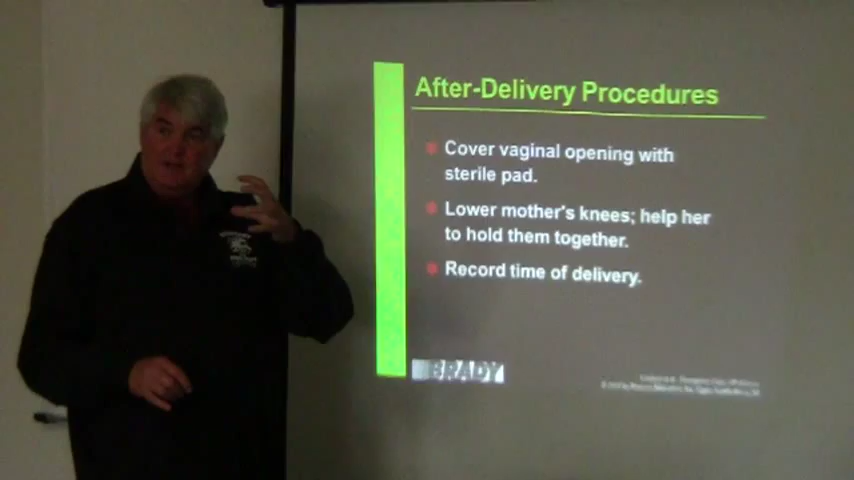 After-Delivery Procedures
Cover vaginal opening with
sterile pad.
Lower mother's knees; help her
to hold them together.
Record time of delivery.
BRADY